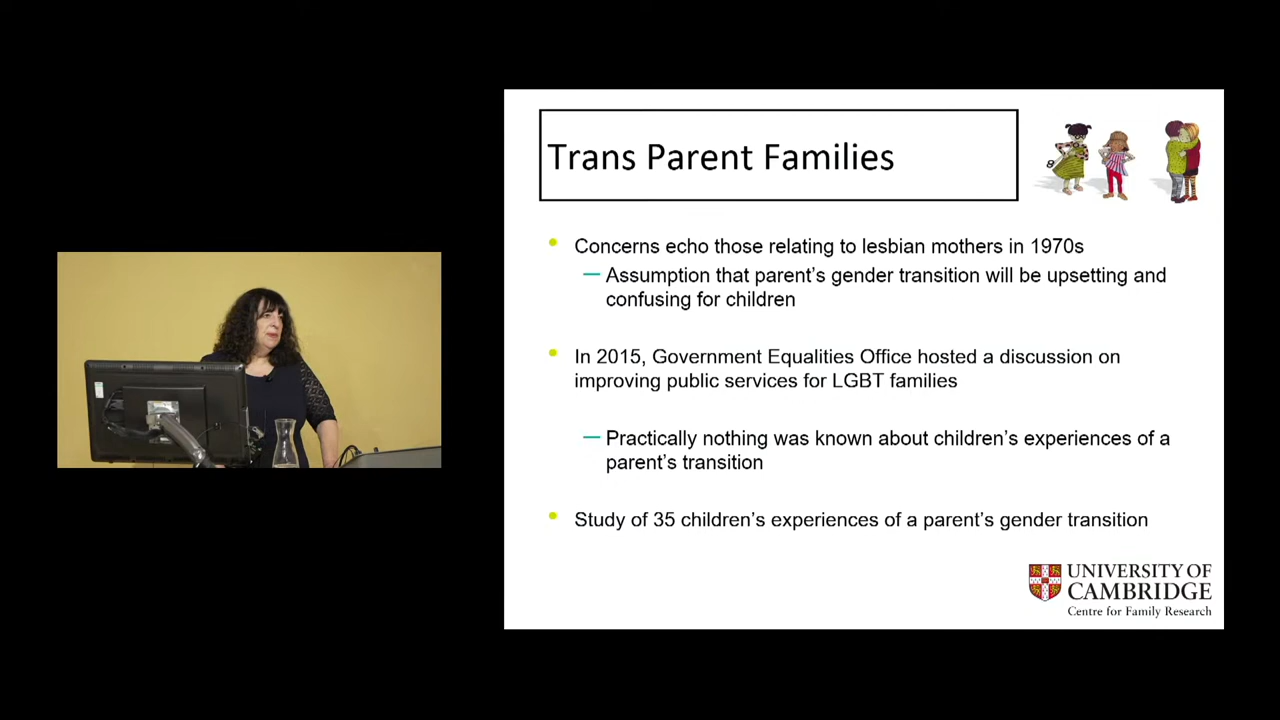 Trans Parent Families
Concerns echo those relating to lesbian mothers in 1970s
Assumption that parent’s gender transition will be upsetting and
confusing for children
In 2015, Government Equalities Office hosted a discussion on
improving public services for LGBT families
Practically nothing was known about children’s experiences of a
parent’s transition
Study of 35 children’s experiences of a parent’s gender transition
UNIVERSITY OF
CAMBRIDGE
Centre for Family Research